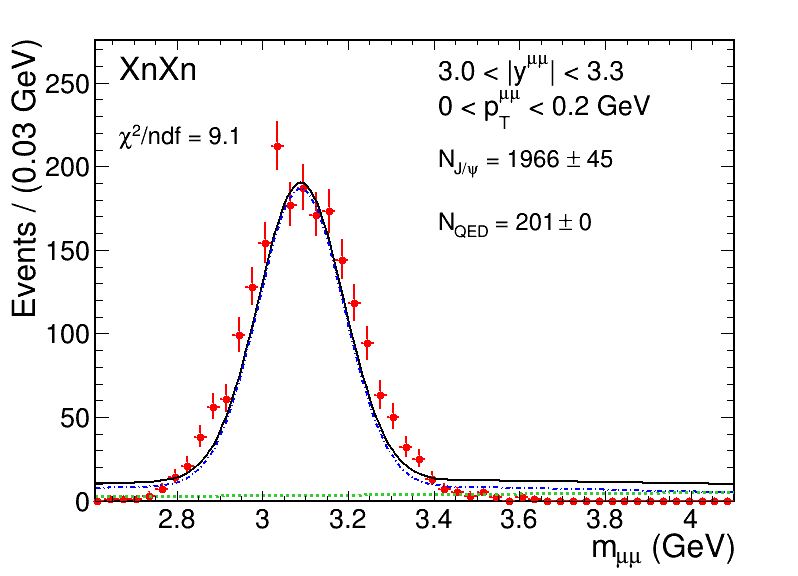 XnXn
3.0 < |y^μμ| < 3.3
0 < p_T^μμ < 0.2 GeV
χ²/ndf = 9.1
N_J/ψ = 1966 ± 45
N_QED = 201 ± 0
Events / (0.03 GeV)
250
200
150
100
50
0
2.8 3 3.2 3.4 3.6 3.8 4
m_μμ (GeV)